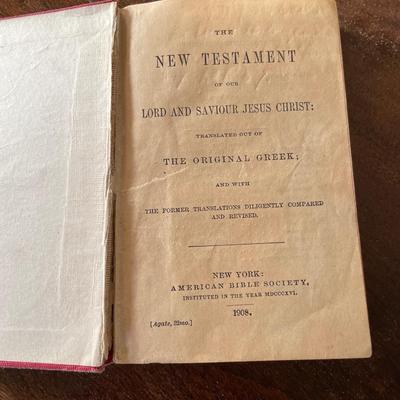 THE
NEW TESTAMENT
OF OUR
LORD AND SAVIOUR JESUS CHRIST:
TRANSLATED OUT OF
THE ORIGINAL GREEK;
AND WITH
THE FORMER TRANSLATIONS DILIGENTLY COMPARED
AND REVISED.
NEW YORK:
AMERICAN BIBLE SOCIETY,
INSTITUTED IN THE YEAR MDCCCXVI.
1908.
[Agate, 32mo.]